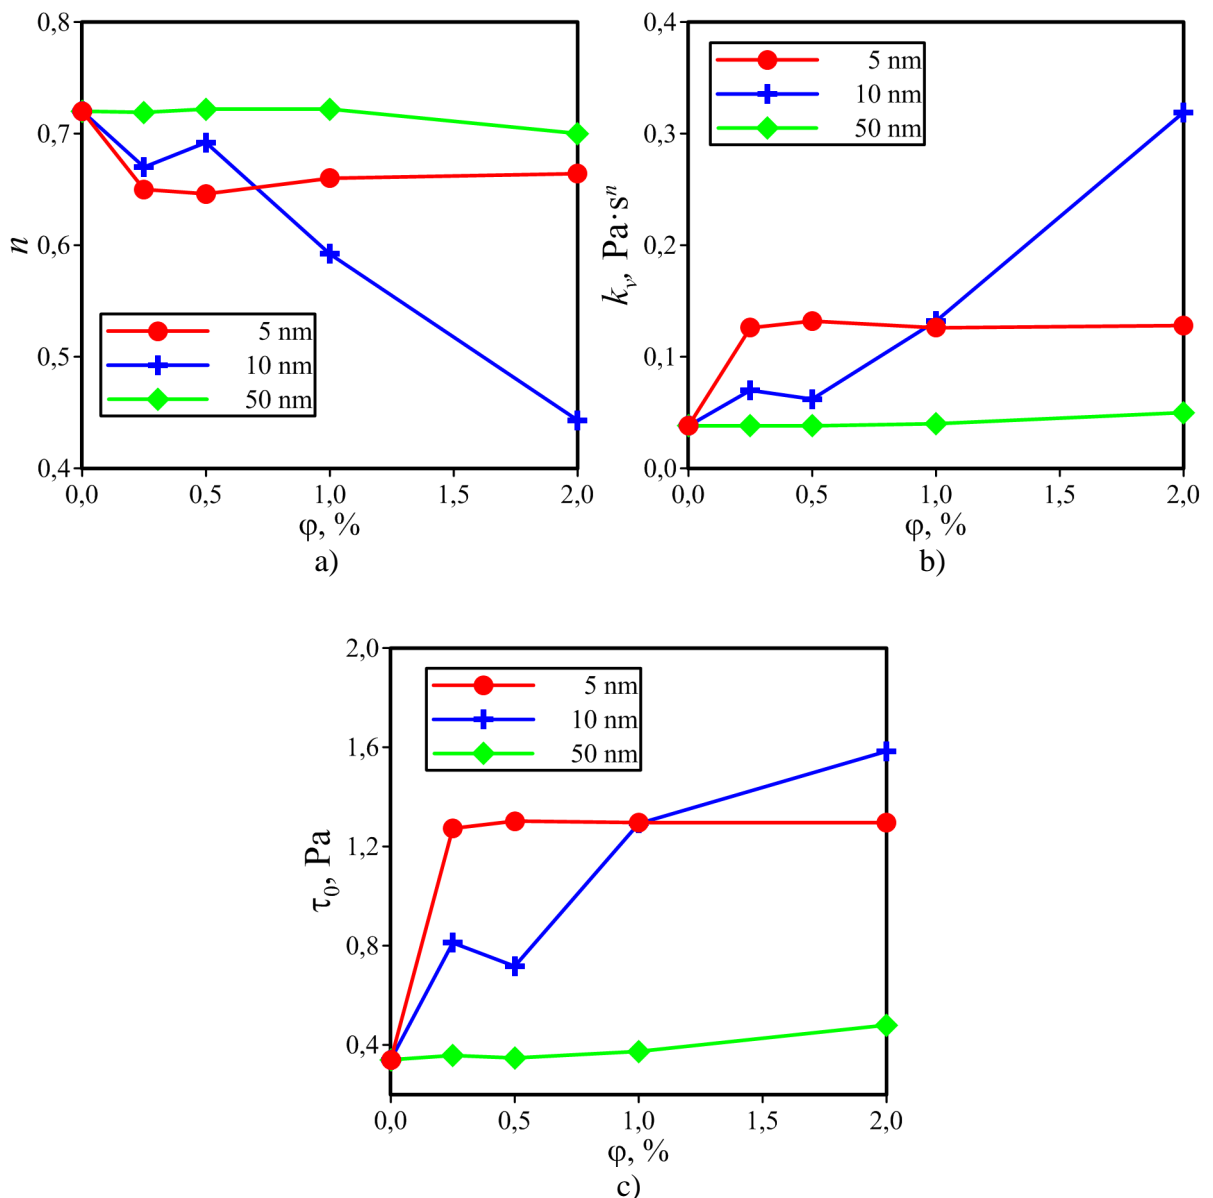 0,8
0,7
0,6
0,5
0,4
n
5 nm
10 nm
50 nm
0,0 0,5 1,0 1,5 2,0
φ, %
a)
0,4
0,3
0,2
0,1
0,0
kᵥ, Pa·sⁿ
5 nm
10 nm
50 nm
0,0 0,5 1,0 1,5 2,0
φ, %
b)
2,0
1,6
1,2
0,8
0,4
τ₀, Pa
5 nm
10 nm
50 nm
0,0 0,5 1,0 1,5 2,0
φ, %
c)